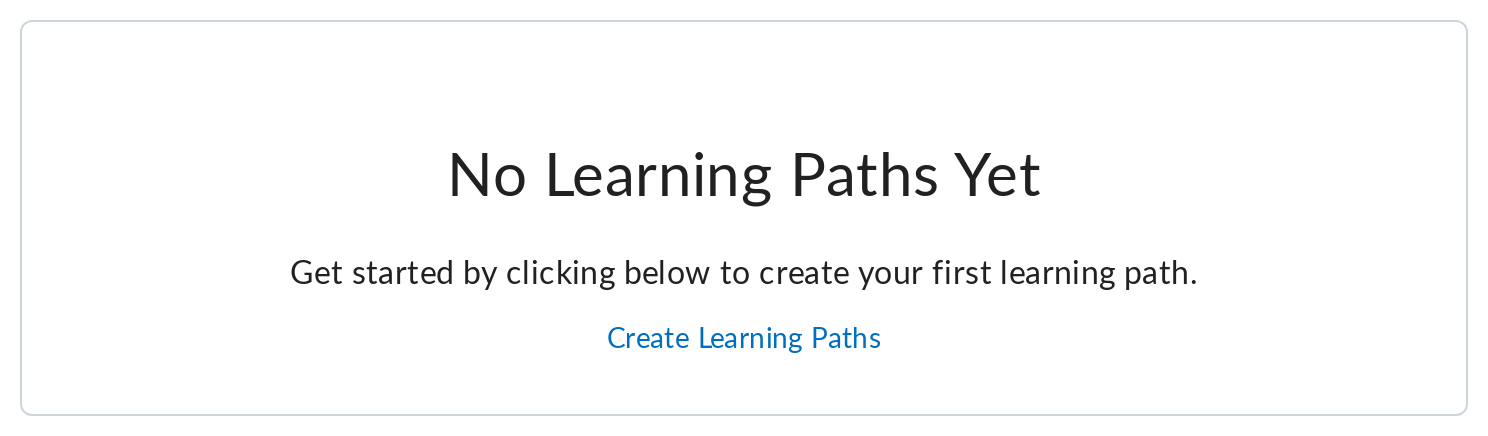 No Learning Paths Yet
Get started by clicking below to create your first learning path.
Create Learning Paths